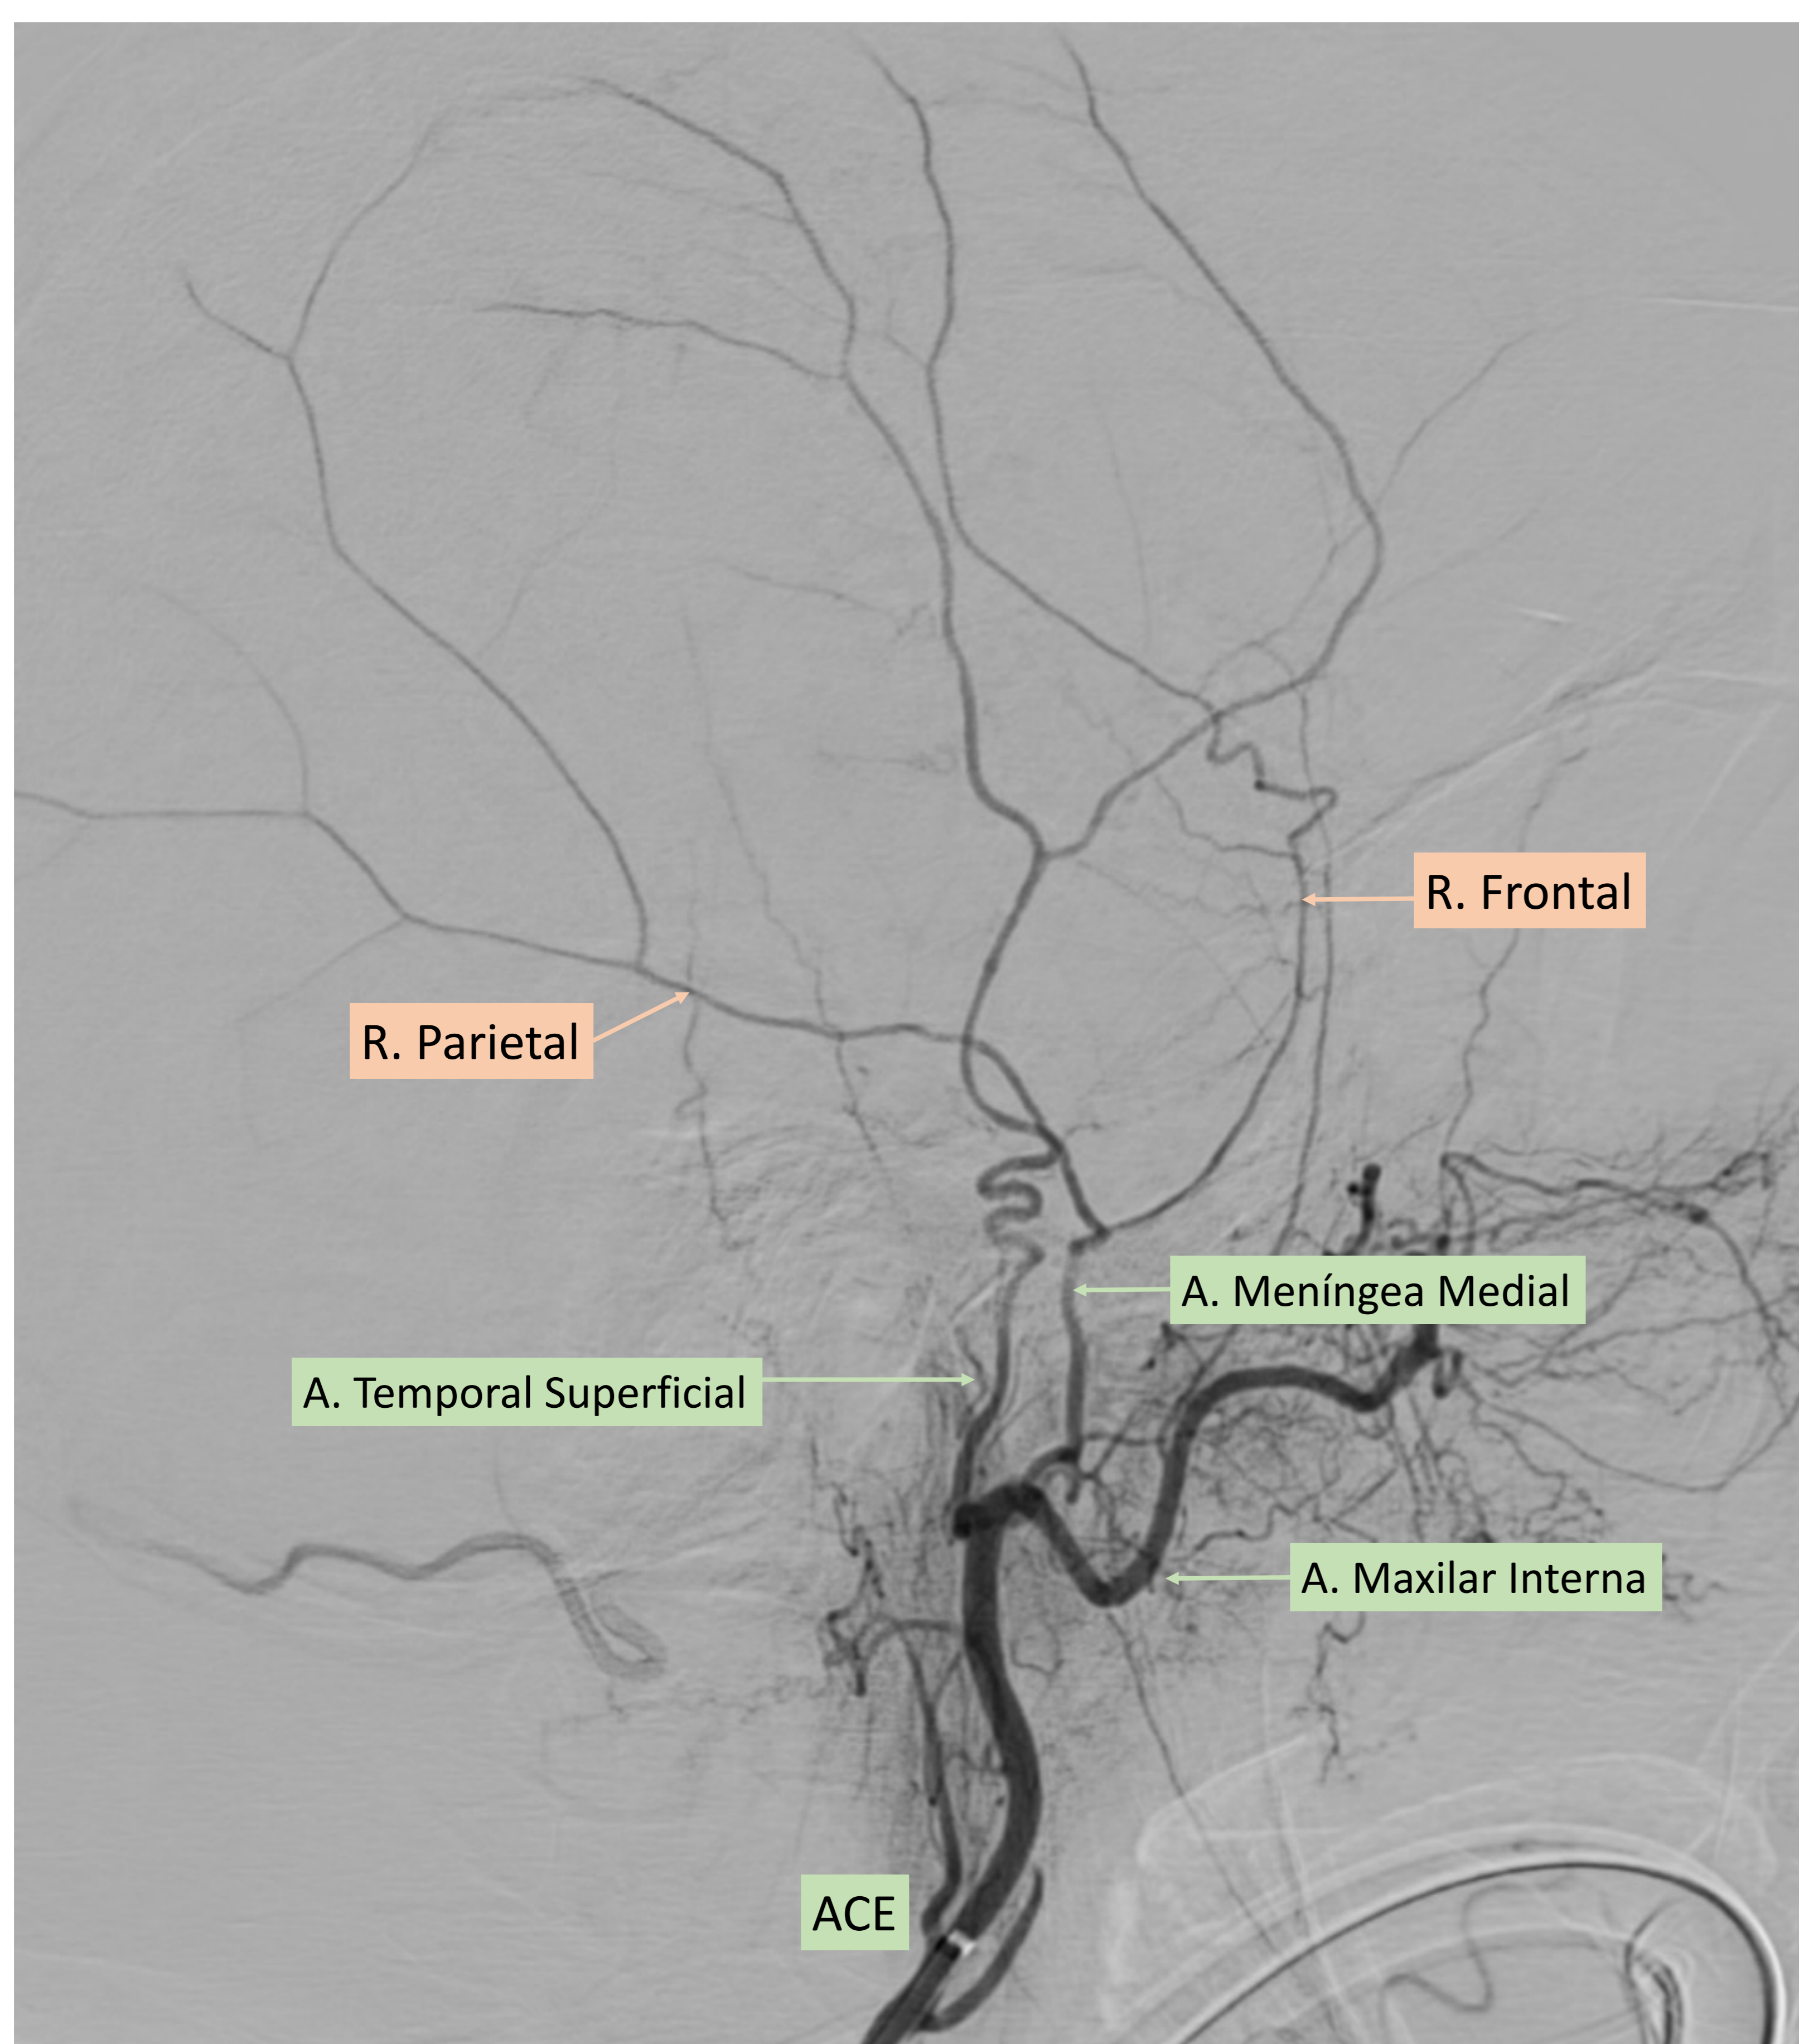 R. Frontal
R. Parietal
A. Meníngea Medial
A. Temporal Superficial
A. Maxilar Interna
ACE